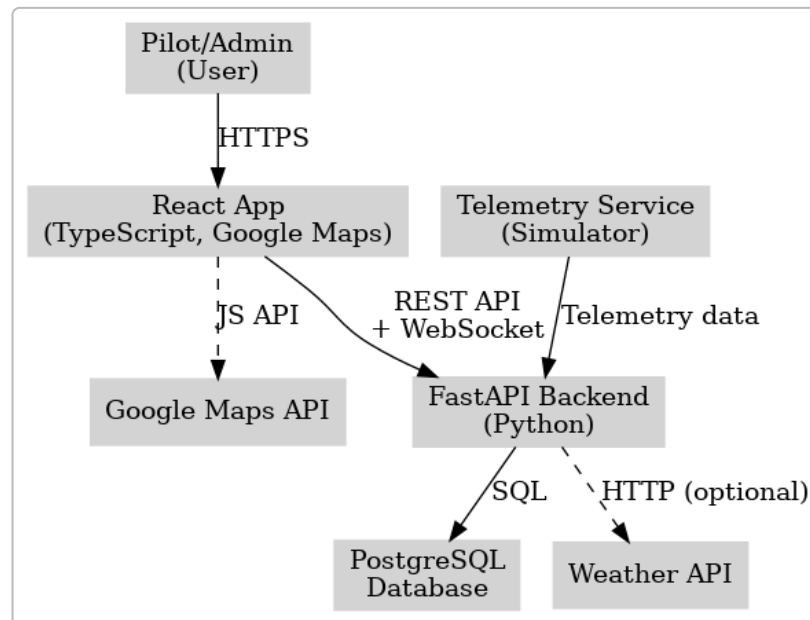 Pilot/Admin
(User)
HTTPS
React App
(TypeScript, Google Maps)
Telemetry Service
(Simulator)
JS API
REST API
+ WebSocket
Telemetry data
Google Maps API
FastAPI Backend
(Python)
SQL
HTTP (optional)
PostgreSQL
Database
Weather API